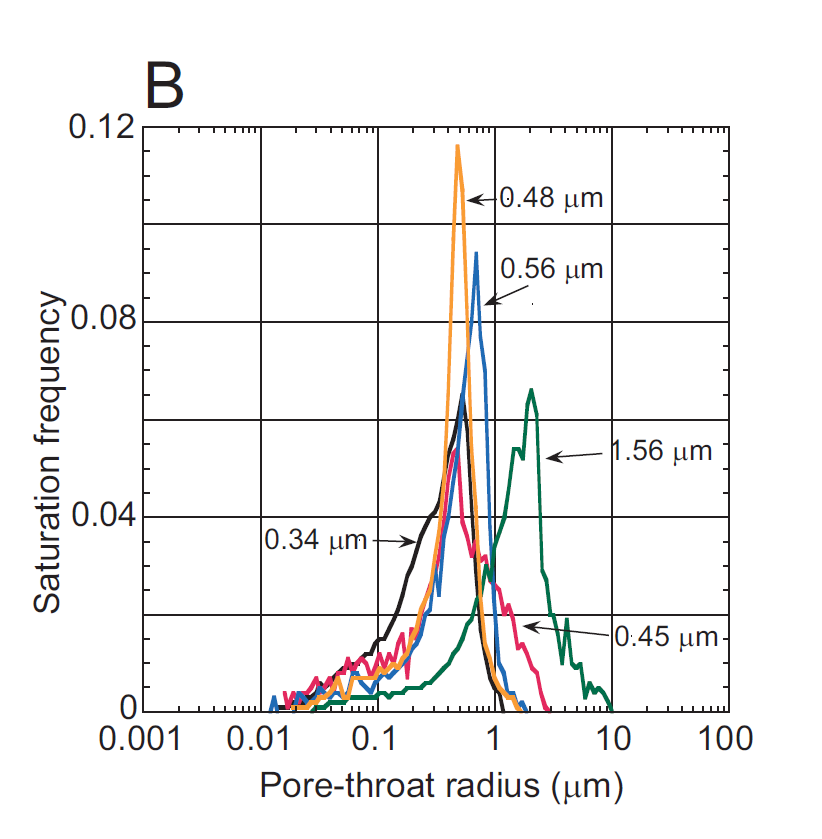 B
0.12
0.48 μm
0.56 μm
0.08
1.56 μm
0.04
0.34 μm
0.45 μm
0
0.001 0.01 0.1 1 10 100
Pore-throat radius (μm)
Saturation frequency